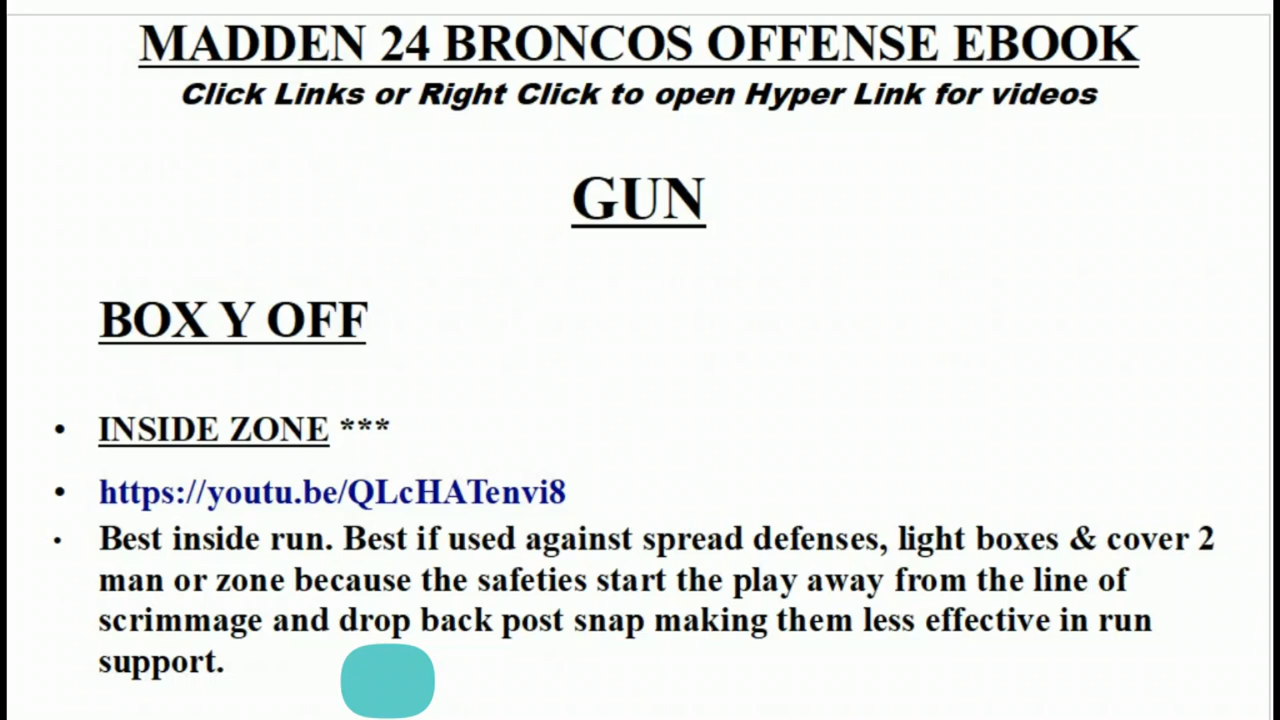 MADDEN 24 BRONCOS OFFENSE EBOOK
Click Links or Right Click to open Hyper Link for videos
GUN
BOX Y OFF
• INSIDE ZONE ***
• https://youtu.be/QLcHATenvi8
• Best inside run. Best if used against spread defenses, light boxes & cover 2
man or zone because the safeties start the play away from the line of
scrimmage and drop back post snap making them less effective in run
support.